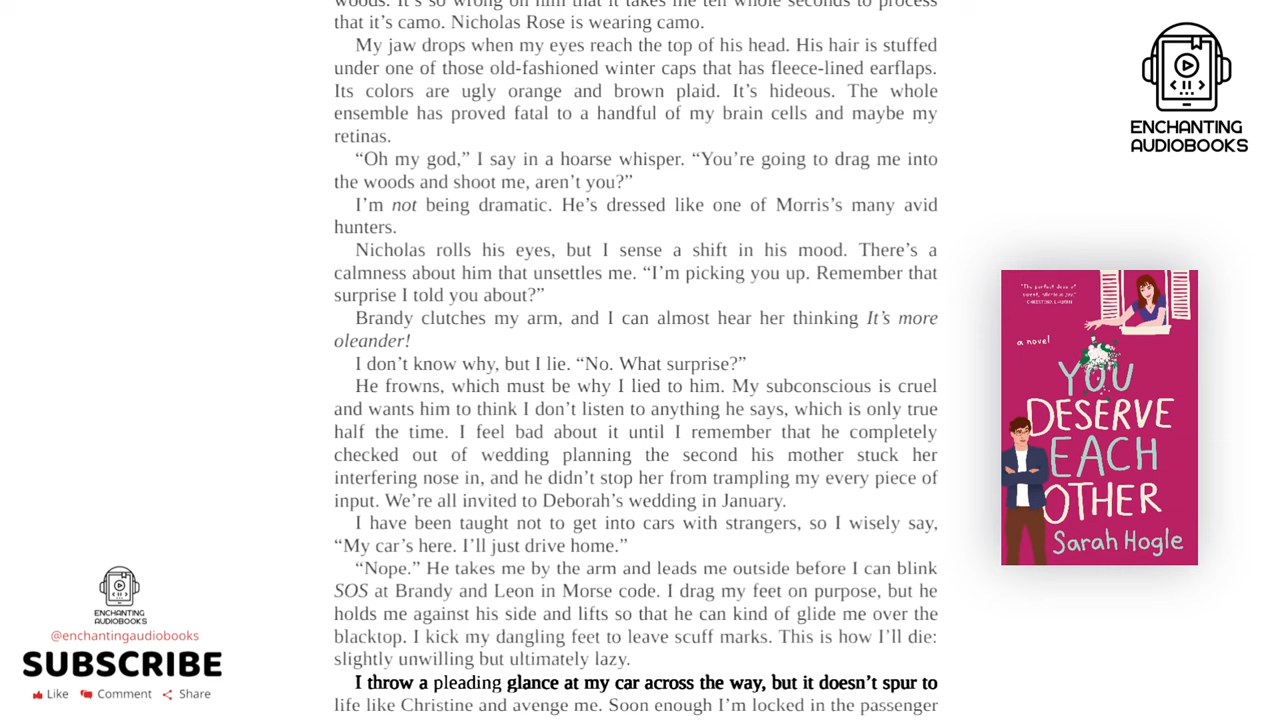 woods. It's so wrong on him that it takes me ten whole seconds to process
that it's camo. Nicholas Rose is wearing camo.
My jaw drops when my eyes reach the top of his head. His hair is stuffed
under one of those old-fashioned winter caps that has fleece-lined earflaps.
Its colors are ugly orange and brown plaid. It's hideous. The whole
ensemble has proved fatal to a handful of my brain cells and maybe my
retinas.
“Oh my god,” I say in a hoarse whisper. “You’re going to drag me into
the woods and shoot me, aren’t you?”
I’m not being dramatic. He’s dressed like one of Morris’s many avid
hunters.
Nicholas rolls his eyes, but I sense a shift in his mood. There’s a
calmness about him that unsettles me. “I’m picking you up. Remember that
surprise I told you about?”
Brandy clutches my arm, and I can almost hear her thinking It’s more
oleander!
I don’t know why, but I lie. “No. What surprise?”
He frowns, which must be why I lied to him. My subconscious is cruel
and wants him to think I don’t listen to anything he says, which is only true
half the time. I feel bad about it until I remember that he completely
checked out of wedding planning the second his mother stuck her
interfering nose in, and he didn’t stop her from trampling my every piece of
input. We’re all invited to Deborah’s wedding in January.
I have been taught not to get into cars with strangers, so I wisely say,
“My car’s here. I’ll just drive home.”
“Nope.” He takes me by the arm and leads me outside before I can blink
SOS at Brandy and Leon in Morse code. I drag my feet on purpose, but he
holds me against his side and lifts so that he can kind of glide me over the
blacktop. I kick my dangling feet to leave scuff marks. This is how I’ll die:
slightly unwilling but ultimately lazy.
I throw a pleading glance at my car across the way, but it doesn’t spur to
life like Christine and avenge me. Soon enough I’m locked in the passenger
ENCHANTING
AUDIOBOOKS
a novel
YOU
DESERVE
EACH
OTHER
Sarah Hogle
ENCHANTING
AUDIOBOOKS
@enchantingaudiobooks
SUBSCRIBE
Like Comment Share